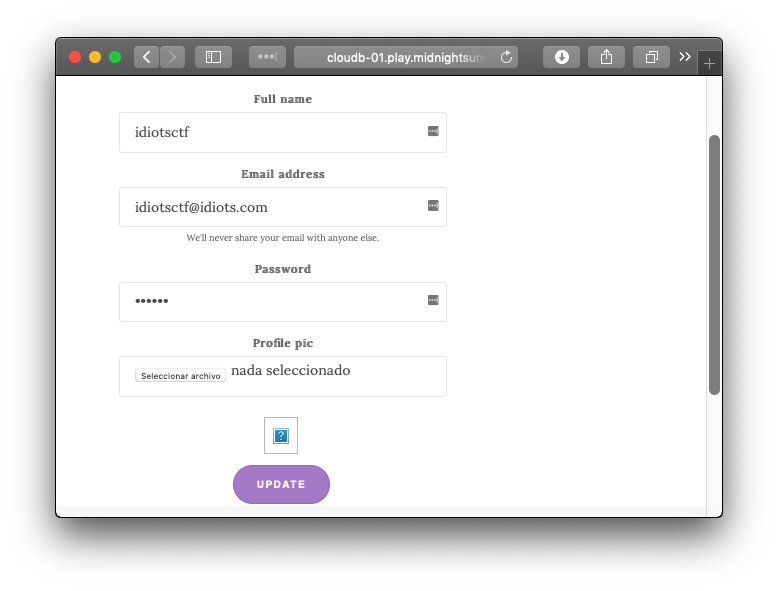 cloudb-01.play.midnightsun
Full name
idiotsctf
Email address
idiotsctf@idiots.com
We'll never share your email with anyone else.
Password
••••••
Profile pic
Seleccionar archivo nada seleccionado
?
UPDATE